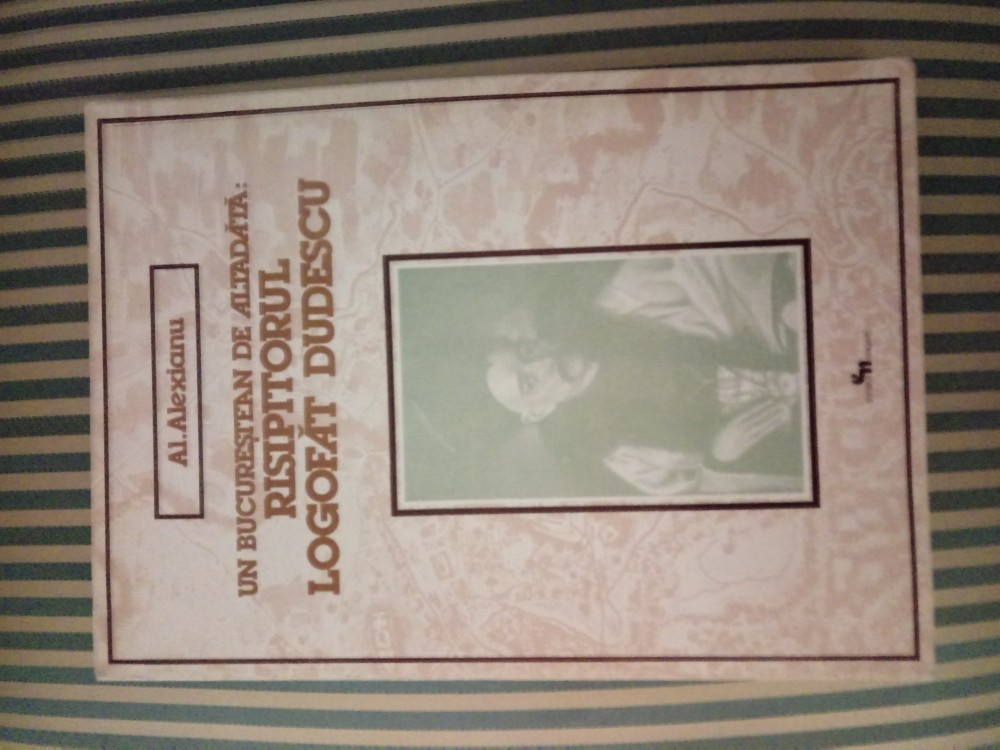 Al. Alexianu
UN BUCUREȘTEAN DE ALTĂDATĂ:
RISIPITORUL
LOGOFĂT DUDESCU